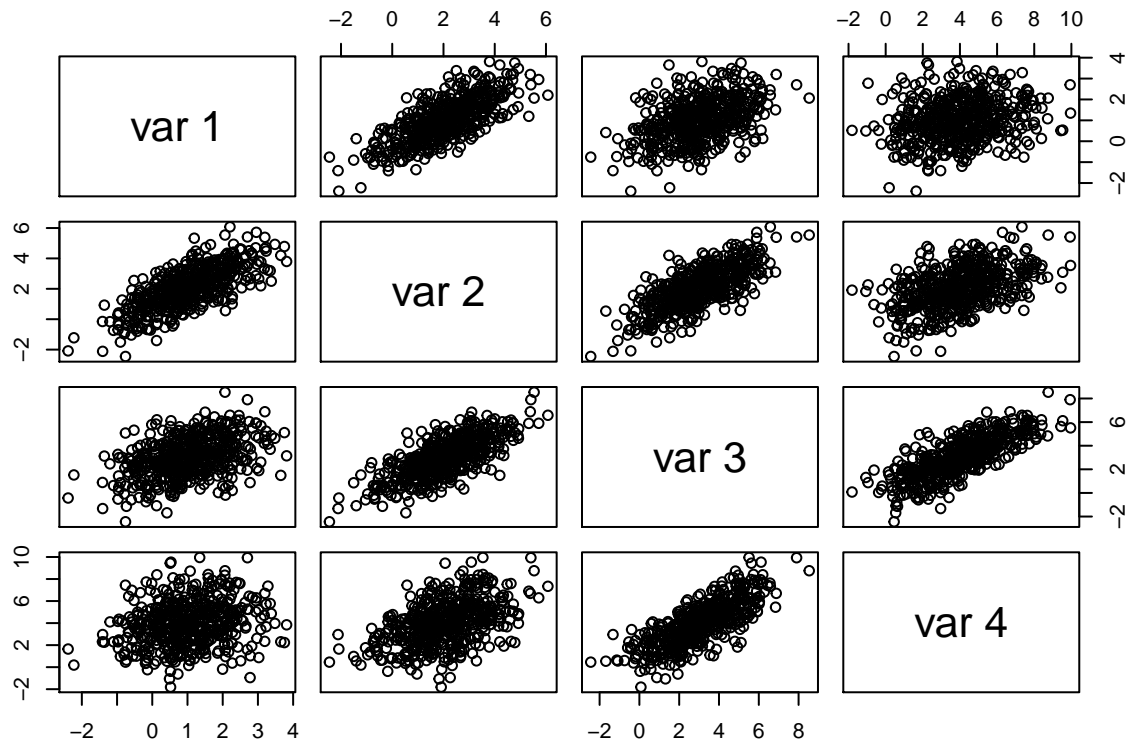 −2 0 2 4 6 −2 0 2 4 6 8 10
var 1
−2 0 2 4
−2 2 4 6
var 2
var 3
−2 2 6
−2 2 4 6 10
var 4
−2 0 1 2 3 4 −2 0 2 4 6 8